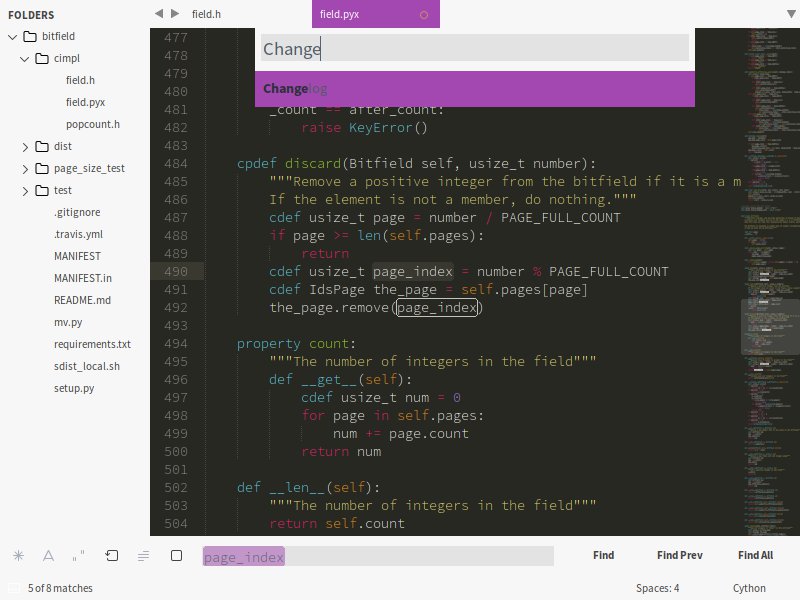 FOLDERS
bitfield
cimpl
field.h
field.pyx
popcount.h
dist
page_size_test
test
.gitignore
.travis.yml
MANIFEST
MANIFEST.in
README.md
mv.py
requirements.txt
sdist_local.sh
setup.py
field.h
field.pyx
Change
Changelog
477
478
479
480
481 _count == after_count:
482 raise KeyError()
483
484 cpdef discard(Bitfield self, usize_t number):
485 """Remove a positive integer from the bitfield if it is a m
486 If the element is not a member, do nothing."""
487 cdef usize_t page = number / PAGE_FULL_COUNT
488 if page >= len(self.pages):
489 return
490 cdef usize_t page_index = number % PAGE_FULL_COUNT
491 cdef IdsPage the_page = self.pages[page]
492 the_page.remove(page_index)
493
494 property count:
495 """The number of integers in the field"""
496 def __get__(self):
497 cdef usize_t num = 0
498 for page in self.pages:
499 num += page.count
500 return num
501
502 def __len__(self):
503 """The number of integers in the field"""
504 return self.count
page_index
Find
Find Prev
Find All
5 of 8 matches
Spaces: 4
Cython